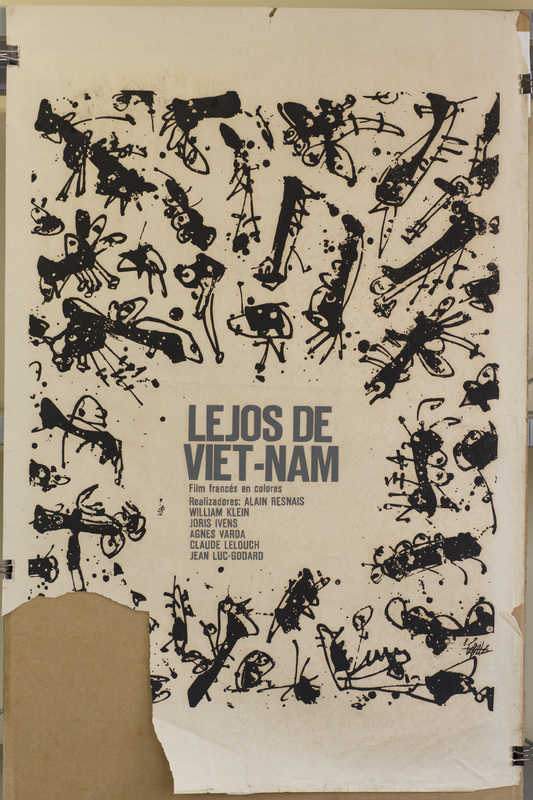 LEJOS DE
VIET-NAM
Film francés en colores
Realizadores: ALAIN RESNAIS
WILLIAM KLEIN
JORIS IVENS
AGNES VARDA
CLAUDE LELOUCH
JEAN LUC-GODARD